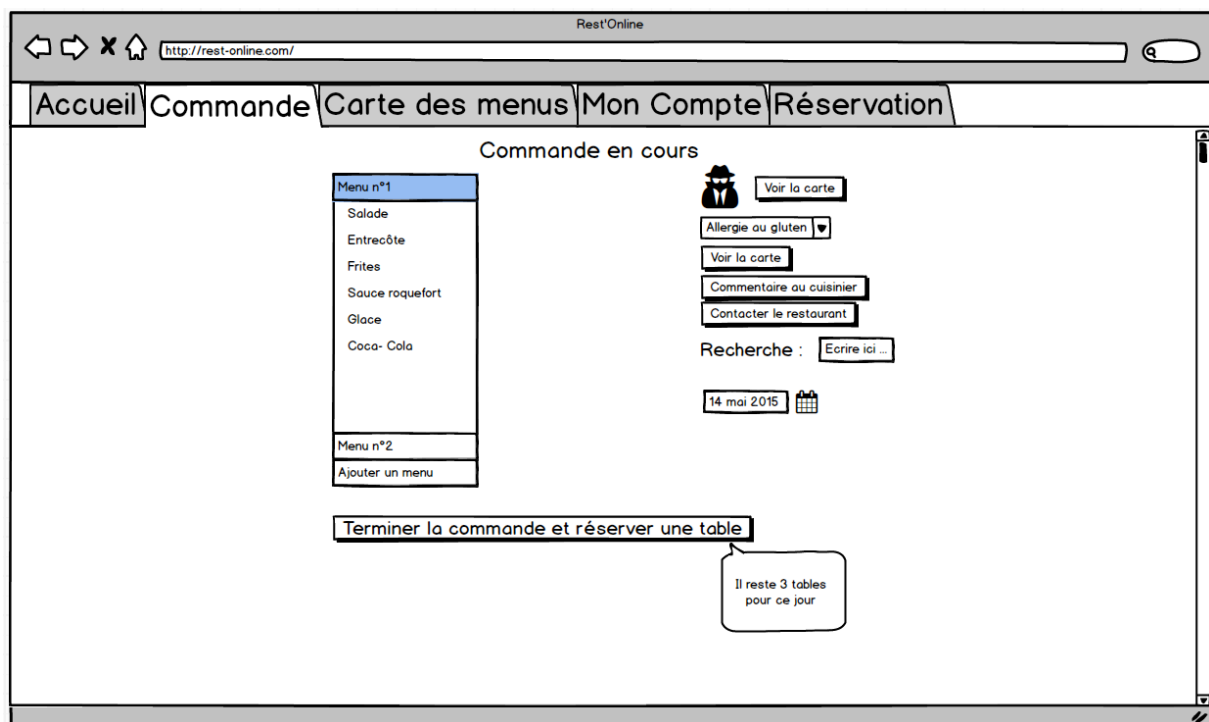 Rest'Online
http://rest-online.com/
Accueil
Commande
Carte des menus
Mon Compte
Réservation
Commande en cours
Menu n°1
Salade
Entrecôte
Frites
Sauce roquefort
Glace
Coca- Cola
Menu n°2
Ajouter un menu
Voir la carte
Allergie au gluten
Voir la carte
Commentaire au cuisinier
Contacter le restaurant
Recherche : Ecrire ici ...
14 mai 2015
Terminer la commande et réserver une table
Il reste 3 tables
pour ce jour